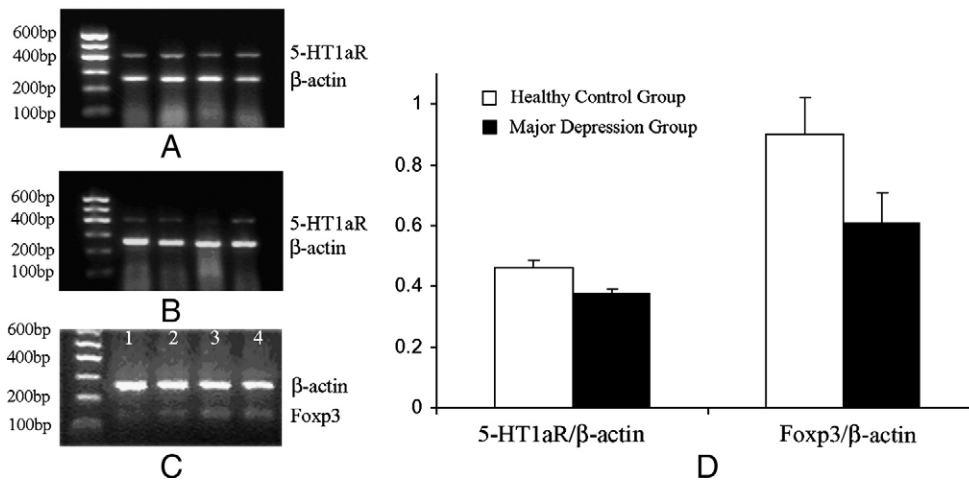 600bp
400bp
200bp
100bp
5-HT1aR
β-actin
A
600bp
400bp
200bp
100bp
5-HT1aR
β-actin
B
600bp
400bp
200bp
100bp
1 2 3 4
β-actin
Foxp3
C
Healthy Control Group
Major Depression Group
1
0.8
0.6
0.4
0.2
0
5-HT1aR/β-actin
Foxp3/β-actin
D